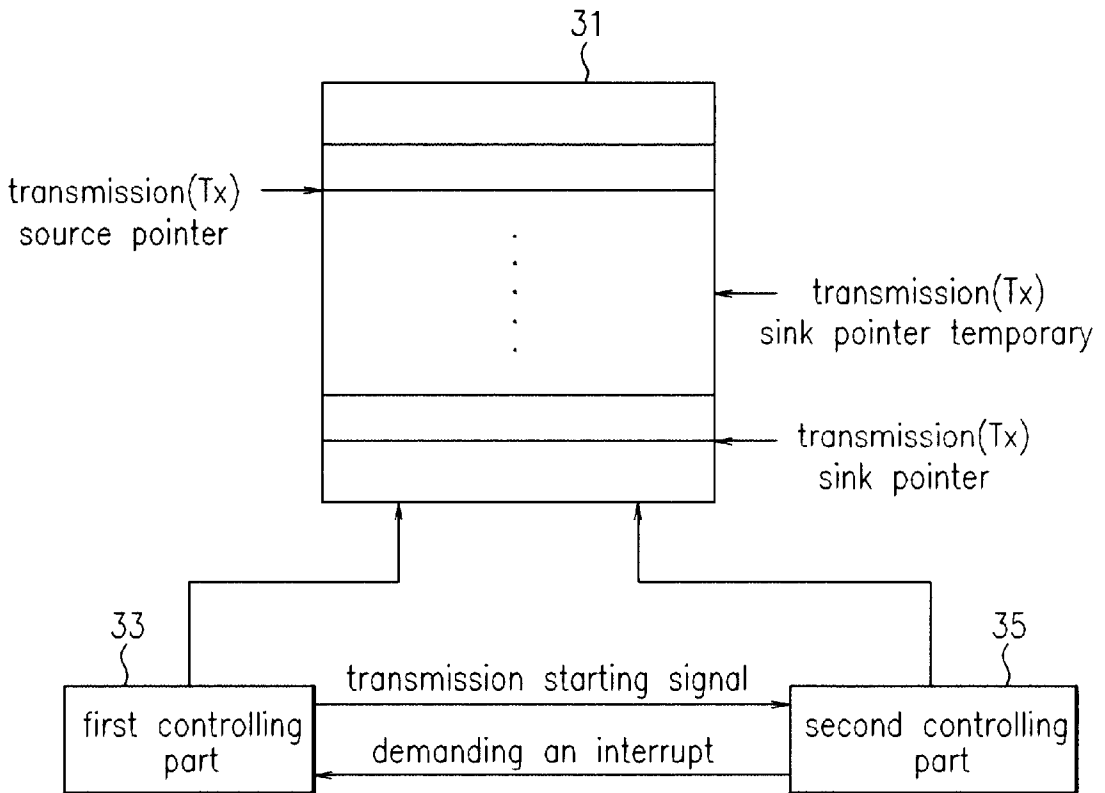 31
transmission(Tx)
source pointer
transmission(Tx)
sink pointer temporary
transmission(Tx)
sink pointer
33
35
first controlling
part
transmission starting signal
demanding an interrupt
second controlling
part